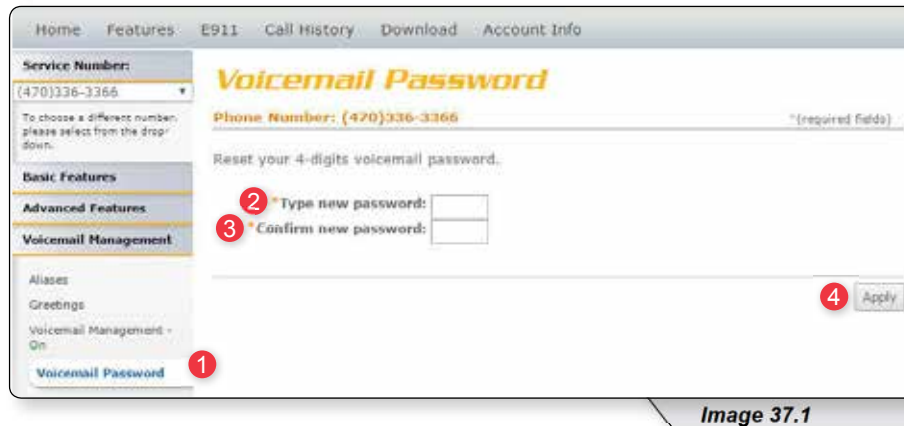 Home Features E911 Call History Download Account Info
Service Number:
(470)336-3366
To choose a different number, please select from the drop-down.
Basic Features
Advanced Features
Voicemail Management
Aliases
Greetings
Voicemail Management - On
Voicemail Password
1
Voicemail Password
Phone Number: (470)336-3366
*(required fields)
Reset your 4-digits voicemail password.
2 *Type new password:
3 *Confirm new password:
4 Apply
Image 37.1